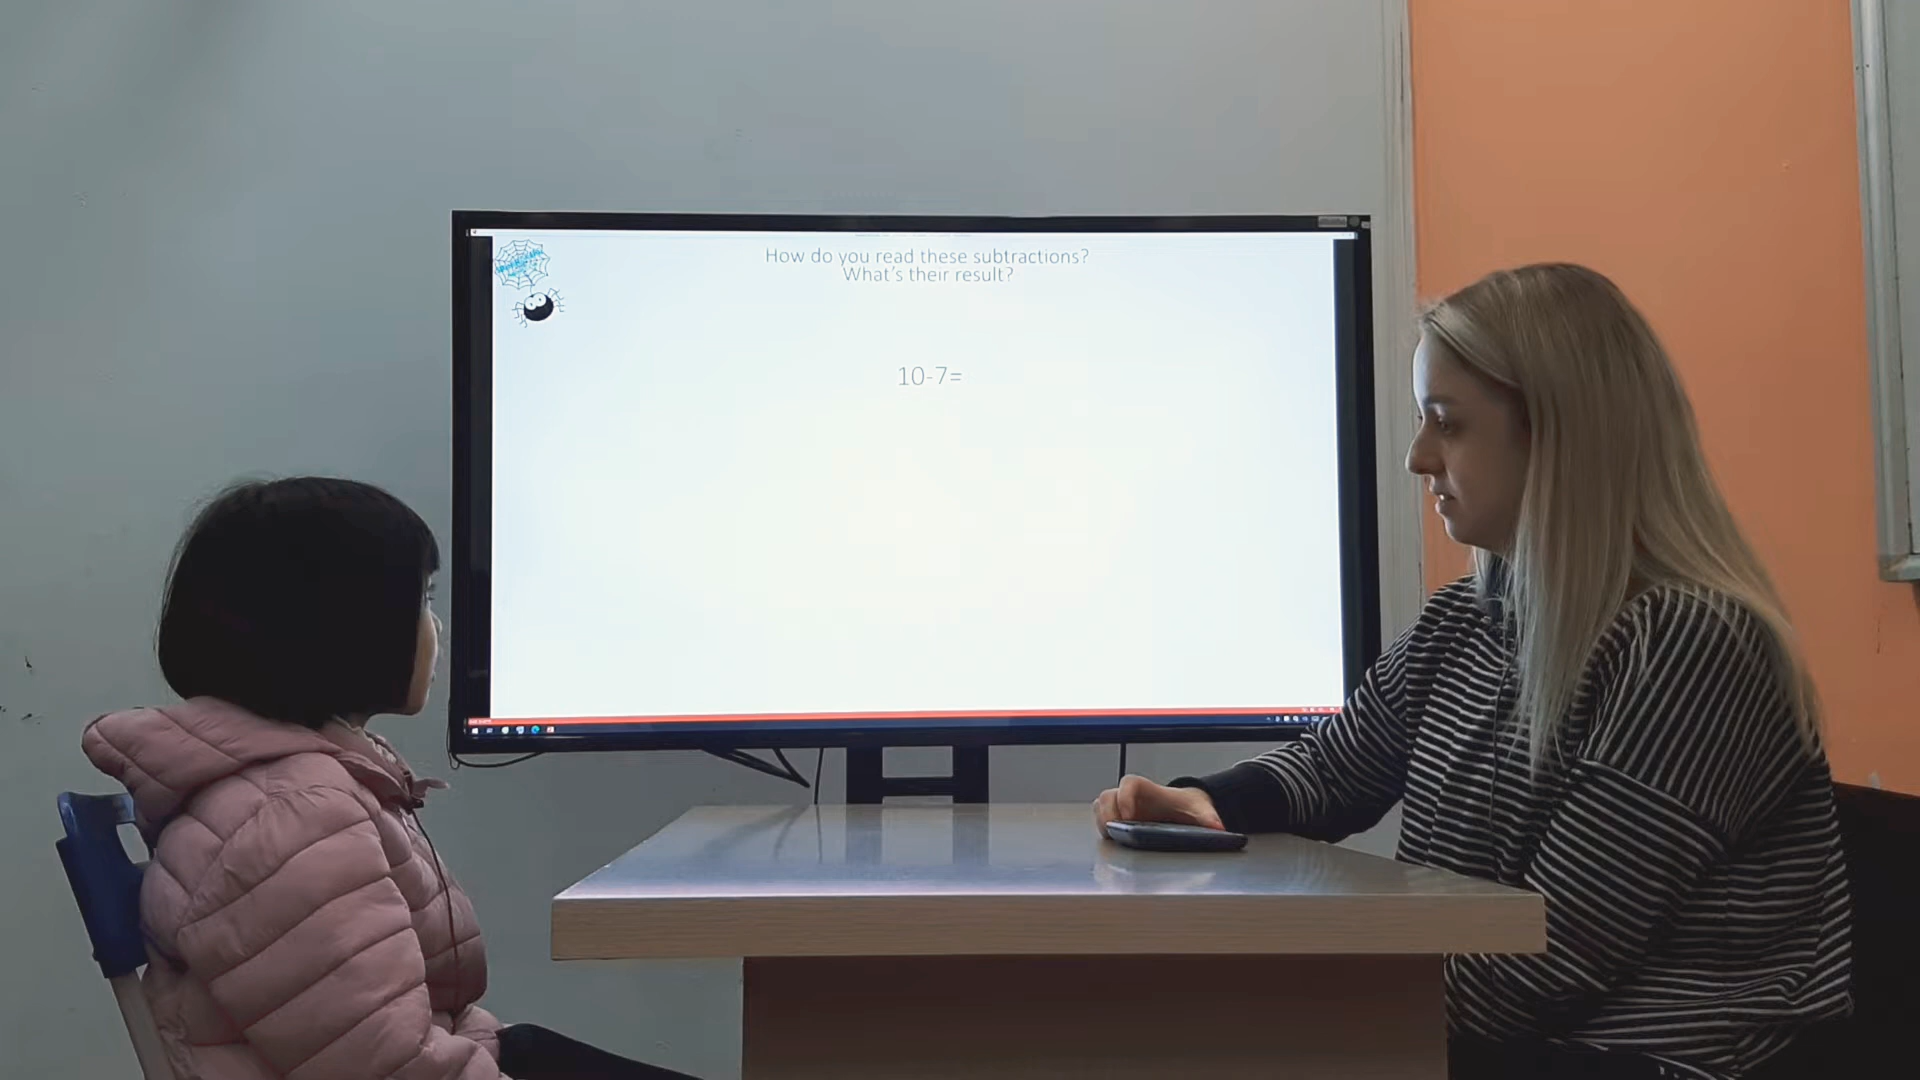 How do you read these subtractions?
What's their result?
10-7=